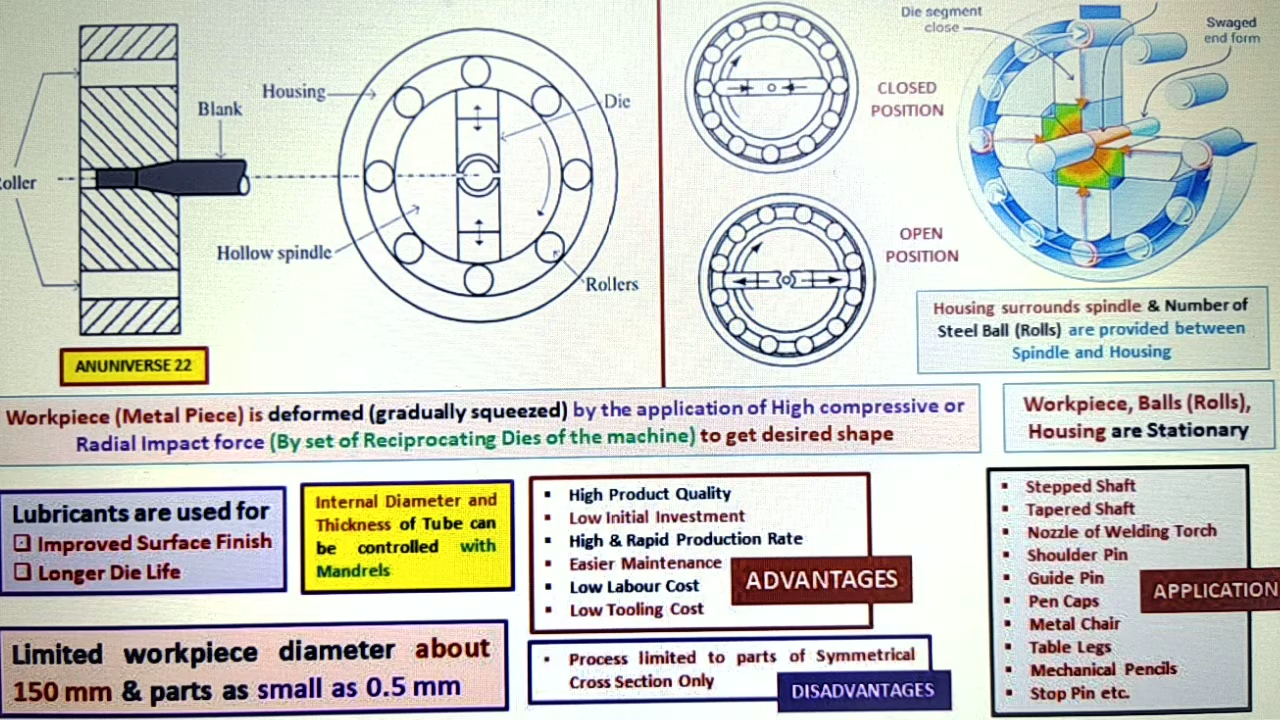 Housing
Blank
Die
Hollow spindle
Rollers
ANUNIVERSE 22
CLOSED
POSITION
OPEN
POSITION
Die segment
close
Swaged
end form
Housing surrounds spindle & Number of
Steel Ball (Rolls) are provided between
Spindle and Housing
Workpiece (Metal Piece) is deformed (gradually squeezed) by the application of High compressive or
Radial Impact force (By set of Reciprocating Dies of the machine) to get desired shape
Workpiece, Balls (Rolls),
Housing are Stationary
Lubricants are used for
Improved Surface Finish
Longer Die Life
Internal Diameter and
Thickness of Tube can
be controlled with
Mandrels
Limited workpiece diameter about
150 mm & parts as small as 0.5 mm
High Product Quality
Low Initial Investment
High & Rapid Production Rate
Easier Maintenance
Low Labour Cost
Low Tooling Cost
ADVANTAGES
Process limited to parts of Symmetrical
Cross Section Only
DISADVANTAGES
Stepped Shaft
Tapered Shaft
Nozzle of Welding Torch
Shoulder Pin
Guide Pin
Pen Caps
Metal Chair
Table Legs
Mechanical Pencils
Stop Pin etc.
APPLICATION